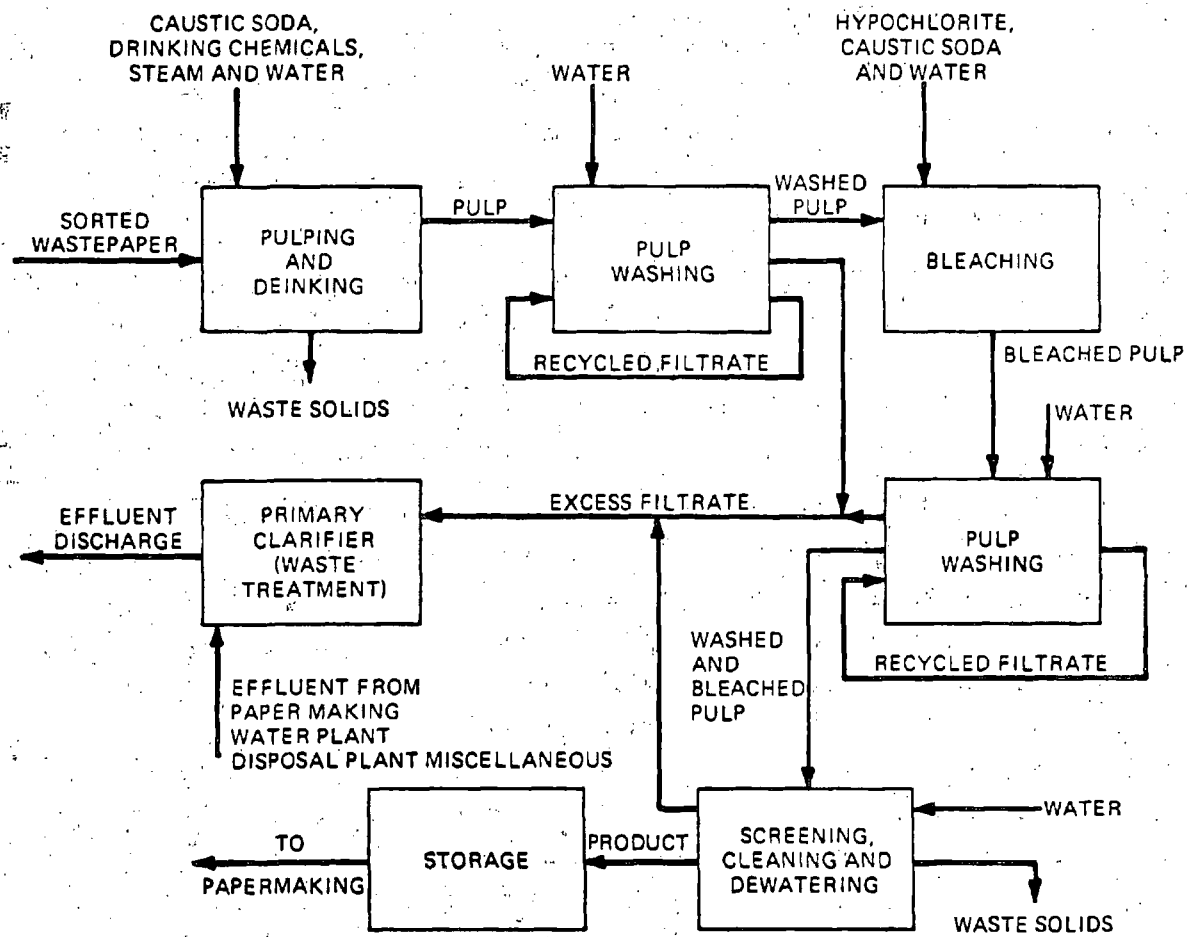 CAUSTIC SODA,
DRINKING CHEMICALS,
STEAM AND WATER
WATER
HYPOCHLORITE,
CAUSTIC SODA
AND WATER
SORTED
WASTEPAPER
PULPING
AND
DEINKING
PULP
PULP
WASHING
WASHED
PULP
BLEACHING
RECYCLED FILTRATE
WASTE SOLIDS
BLEACHED PULP
WATER
EFFLUENT
DISCHARGE
PRIMARY
CLARIFIER
(WASTE
TREATMENT)
EXCESS FILTRATE
PULP
WASHING
RECYCLED FILTRATE
WASHED
AND
BLEACHED
PULP
EFFLUENT FROM
PAPER MAKING
WATER PLANT
DISPOSAL PLANT MISCELLANEOUS
TO
PAPERMAKING
STORAGE
PRODUCT
SCREENING,
CLEANING AND
DEWATERING
WATER
WASTE SOLIDS